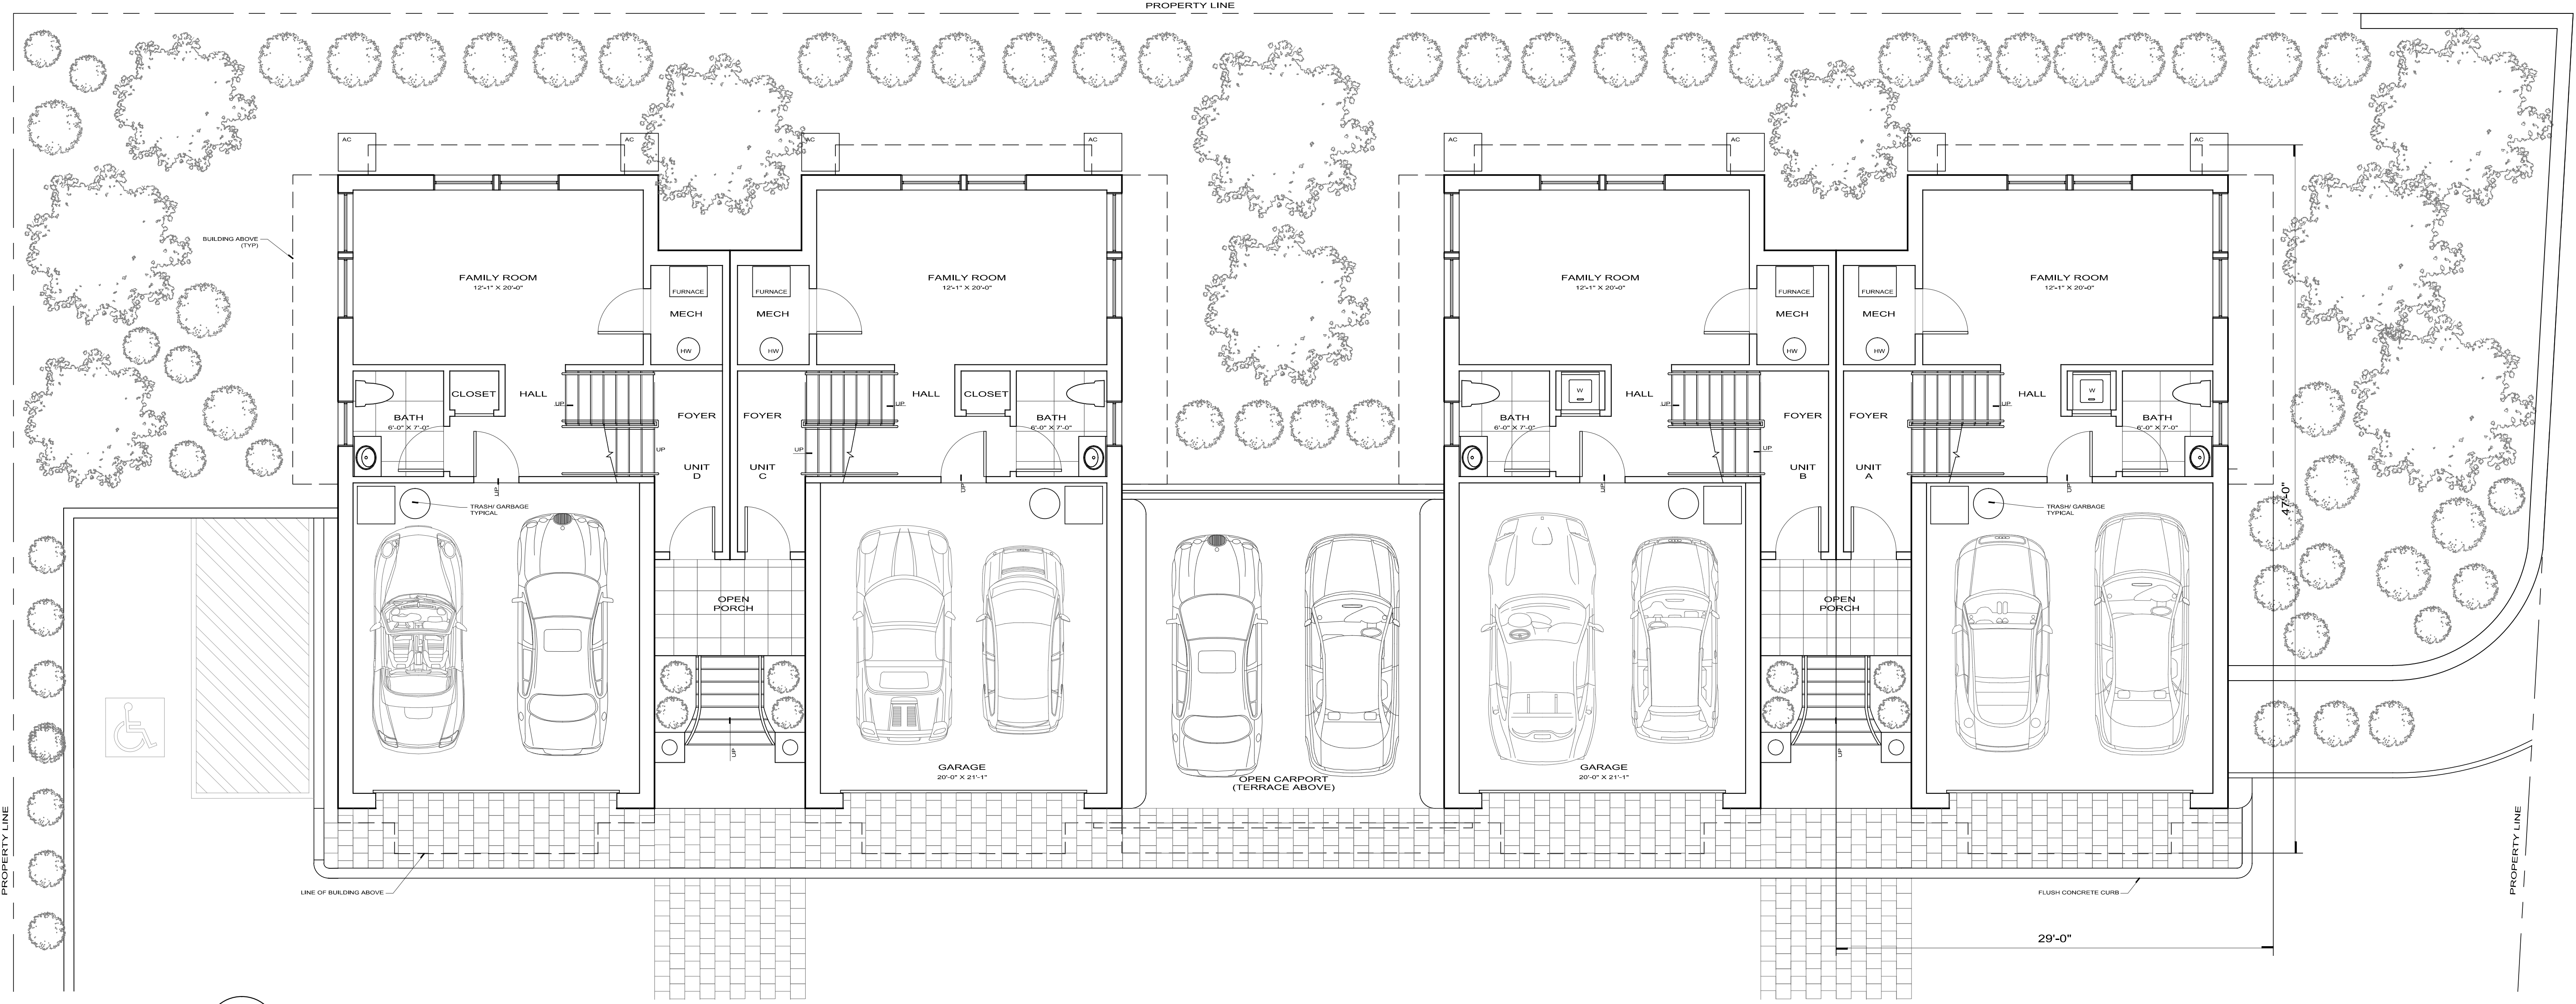 PROPERTY LINE
AC
AC
AC
AC
AC
AC
AC
AC
BUILDING ABOVE
(TYP)
FAMILY ROOM
12'-1" X 20'-0"
FURNACE
MECH
HW
FURNACE
MECH
HW
FAMILY ROOM
12'-1" X 20'-0"
FAMILY ROOM
12'-1" X 20'-0"
FURNACE
MECH
HW
FURNACE
MECH
HW
FAMILY ROOM
12'-1" X 20'-0"
BATH
6'-0" X 7'-0"
CLOSET
HALL
UP
UP
FOYER
UNIT
D
FOYER
UNIT
C
UP
UP
HALL
CLOSET
BATH
6'-0" X 7'-0"
BATH
6'-0" X 7'-0"
W
HALL
UP
UP
FOYER
UNIT
B
FOYER
UNIT
A
UP
HALL
W
BATH
6'-0" X 7'-0"
UP
UP
UP
UP
TRASH/ GARBAGE
TYPICAL
TRASH/ GARBAGE
TYPICAL
47'-0"
OPEN
PORCH
OPEN
PORCH
UP
UP
GARAGE
20'-0" X 21'-1"
OPEN CARPORT
(TERRACE ABOVE)
GARAGE
20'-0" X 21'-1"
PROPERTY LINE
PROPERTY LINE
LINE OF BUILDING ABOVE
FLUSH CONCRETE CURB
29'-0"